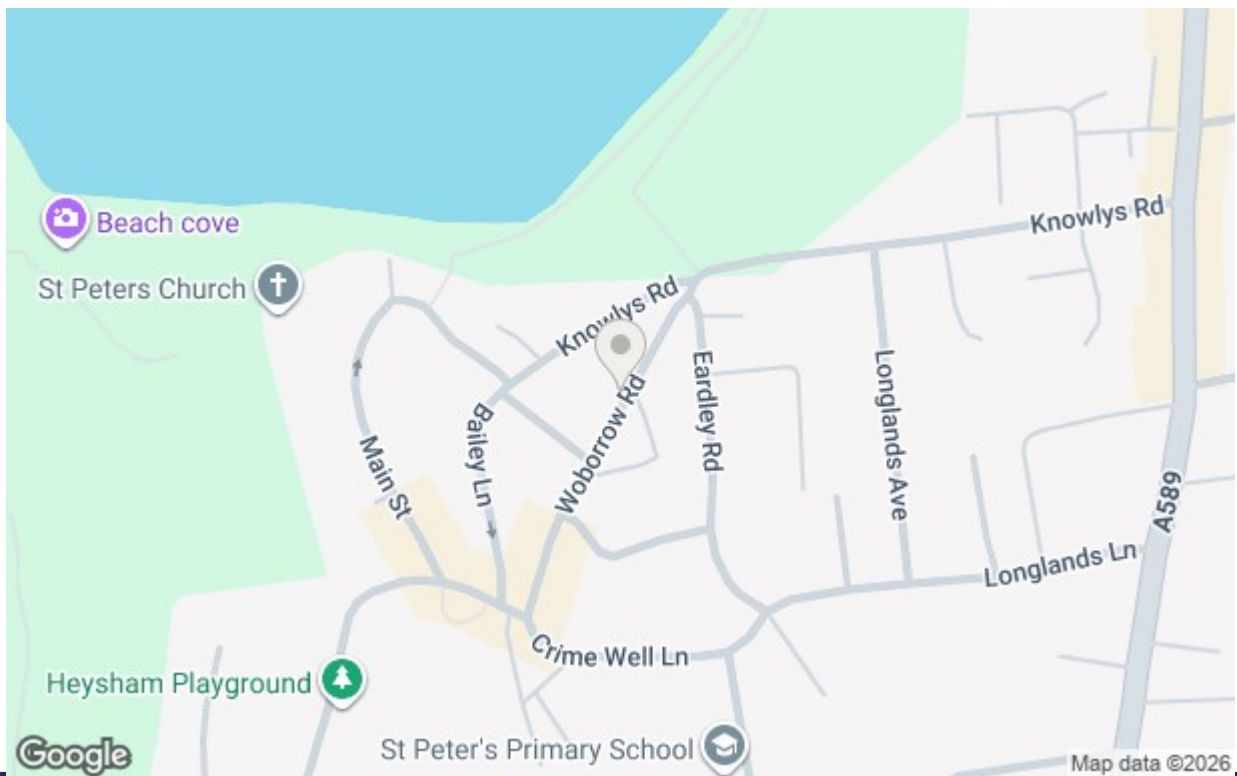 Beach cove
St Peters Church
Knowlys Rd
Knowlys Rd
Woborrow Rd
Eardley Rd
Longlands Ave
Bailey Ln
Main St
A589
Longlands Ln
Crime Well Ln
Heysham Playground
St Peter's Primary School
Google
Map data ©2026